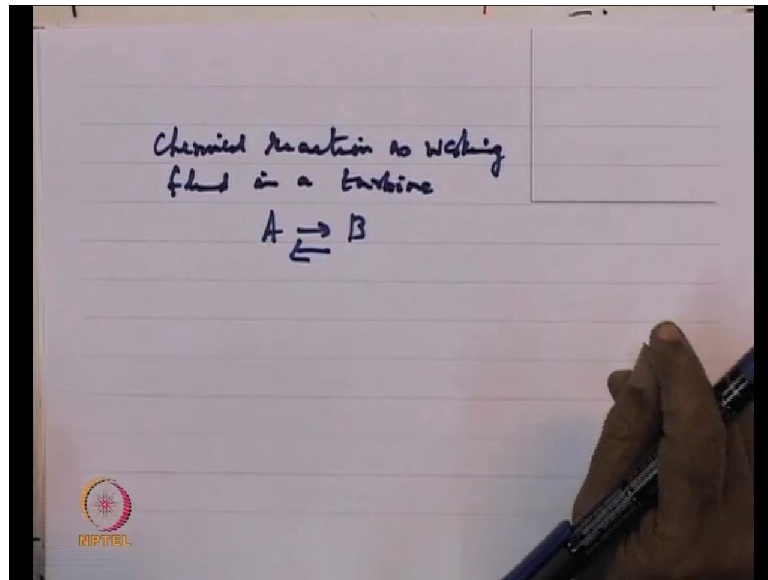 Chemical reaction as working
fluid in a turbine
A ⇌ B
NPTEL